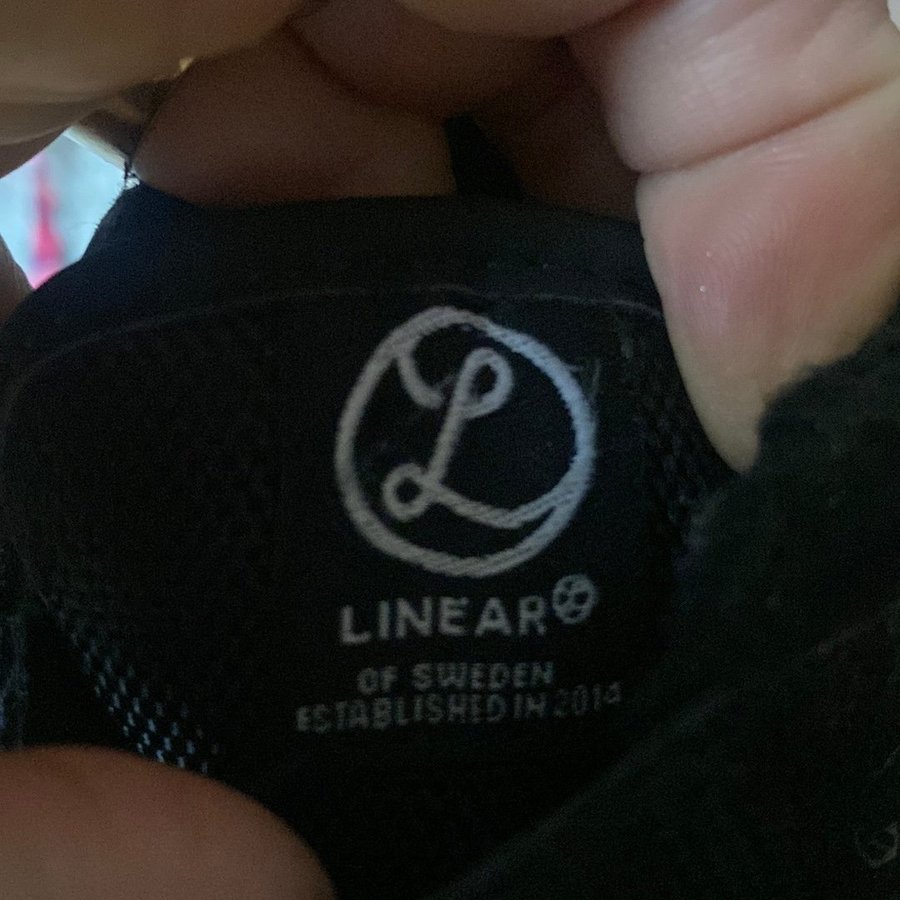 L
LINEAR
OF SWEDEN
ESTABLISHED IN 2014